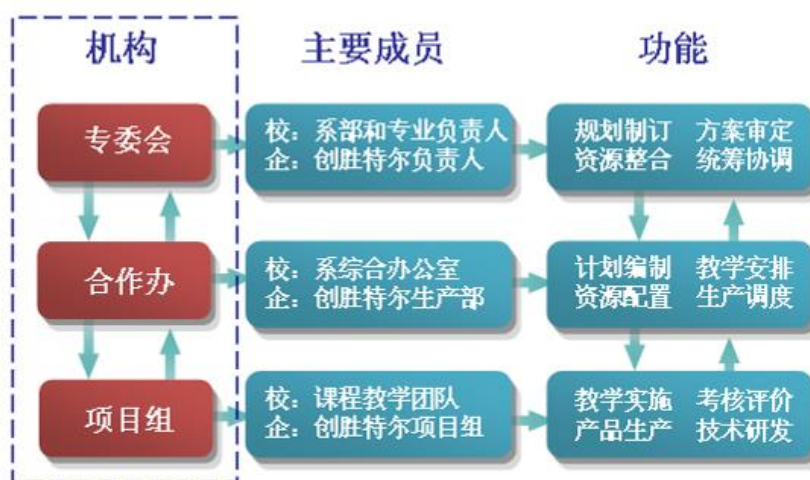 机构 主要成员 功能
专委会
校：系部和专业负责人
企：创胜特尔负责人
规划制订 方案审定
资源整合 统筹协调
合作办
校：系综合办公室
企：创胜特尔生产部
计划编制 教学安排
资源配置 生产调度
项目组
校：课程教学团队
企：创胜特尔项目组
教学实施 考核评价
产品生产 技术研发